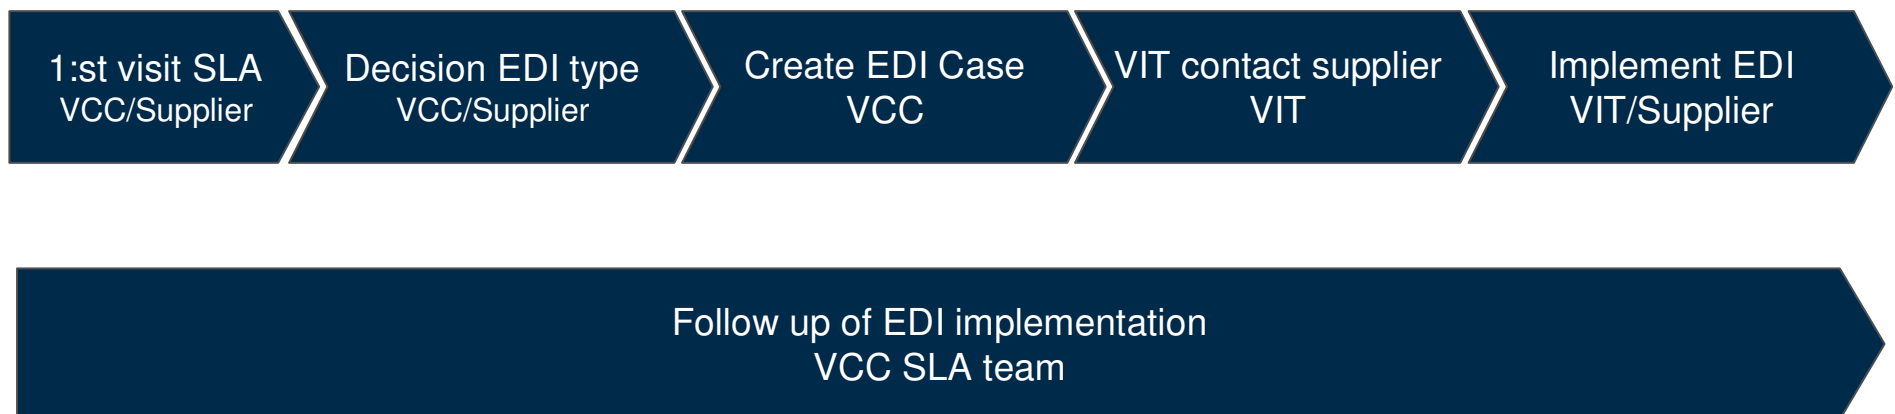 1:st visit SLA
VCC/Supplier
Decision EDI type
VCC/Supplier
Create EDI Case
VCC
VIT contact supplier
VIT
Implement EDI
VIT/Supplier
Follow up of EDI implementation
VCC SLA team